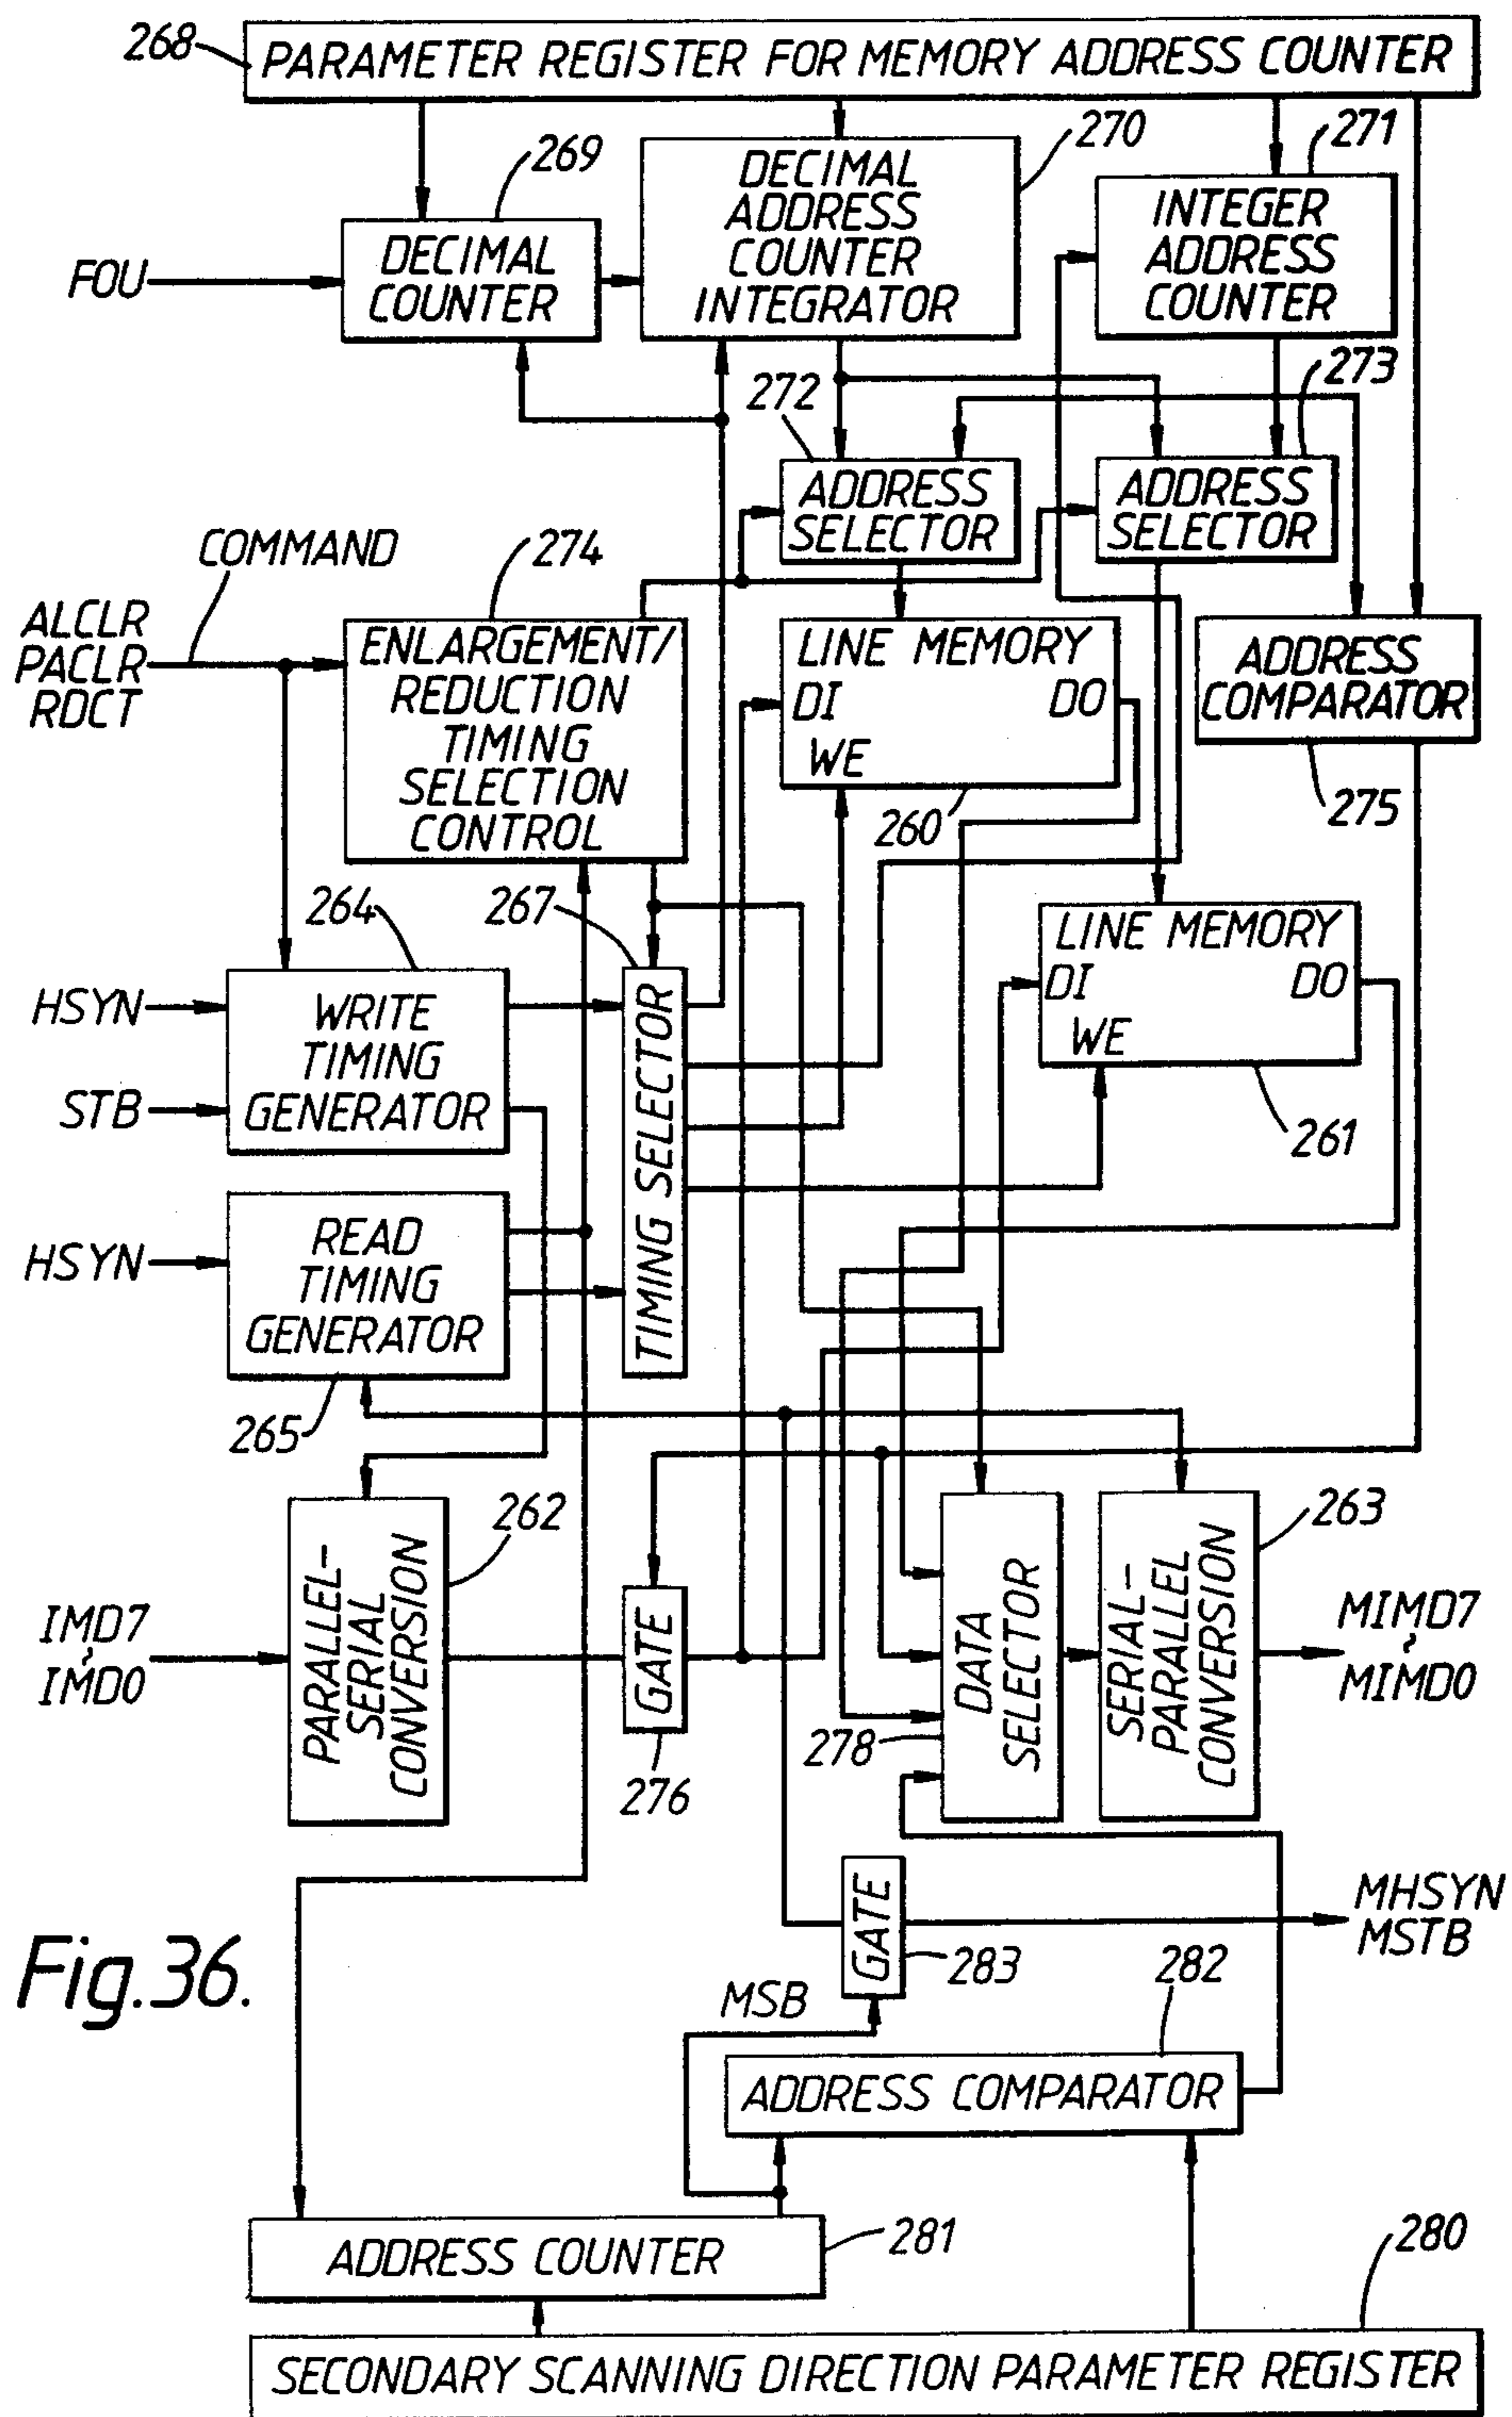 268
PARAMETER REGISTER FOR MEMORY ADDRESS COUNTER
269
270
271
DECIMAL
ADDRESS
COUNTER
INTEGRATOR
INTEGER
ADDRESS
COUNTER
FOU
DECIMAL
COUNTER
272
273
ADDRESS
SELECTOR
ADDRESS
SELECTOR
COMMAND
274
ALCLR
PACLR
RDCT
ENLARGEMENT/
REDUCTION
TIMING
SELECTION
CONTROL
LINE MEMORY
DI
DO
WE
260
ADDRESS
COMPARATOR
275
264
267
LINE MEMORY
DI
DO
WE
261
HSYN
STB
WRITE
TIMING
GENERATOR
TIMING SELECTOR
HSYN
READ
TIMING
GENERATOR
265
262
263
IMD7
~
IMD0
PARALLEL-
SERIAL
CONVERSION
GATE
276
DATA
SELECTOR
278
SERIAL-
PARALLEL
CONVERSION
MIMD7
~
MIMD0
GATE
283
MHSYN
MSTB
Fig.36.
MSB
282
ADDRESS COMPARATOR
ADDRESS COUNTER
281
280
SECONDARY SCANNING DIRECTION PARAMETER REGISTER